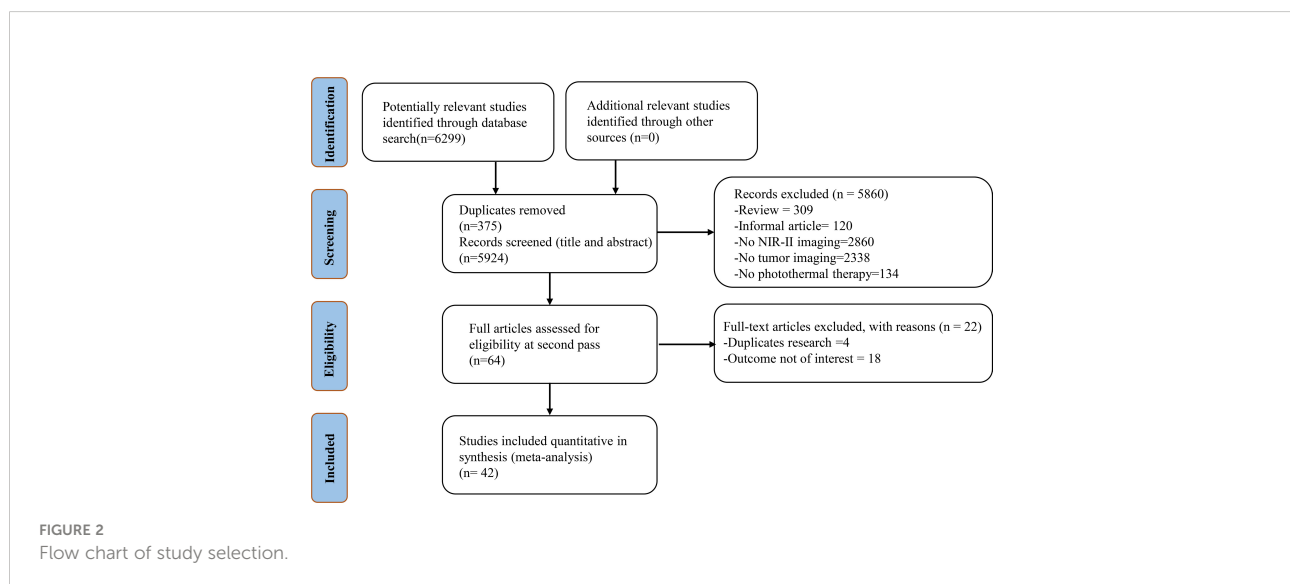 Identification
Potentially relevant studies
identified through database
search(n=6299)
Additional relevant studies
identified through other
sources (n=0)
Screening
Duplicates removed
(n=375)
Records screened (title and abstract)
(n=5924)
Records excluded (n = 5860)
-Review = 309
-Informal article= 120
-No NIR-II imaging=2860
-No tumor imaging=2338
-No photothermal therapy=134
Eligibility
Full articles assessed for
eligibility at second pass
(n=64)
Full-text articles excluded, with reasons (n = 22)
-Duplicates research =4
-Outcome not of interest = 18
Included
Studies included quantitative in
synthesis (meta-analysis)
(n= 42)
FIGURE 2
Flow chart of study selection.